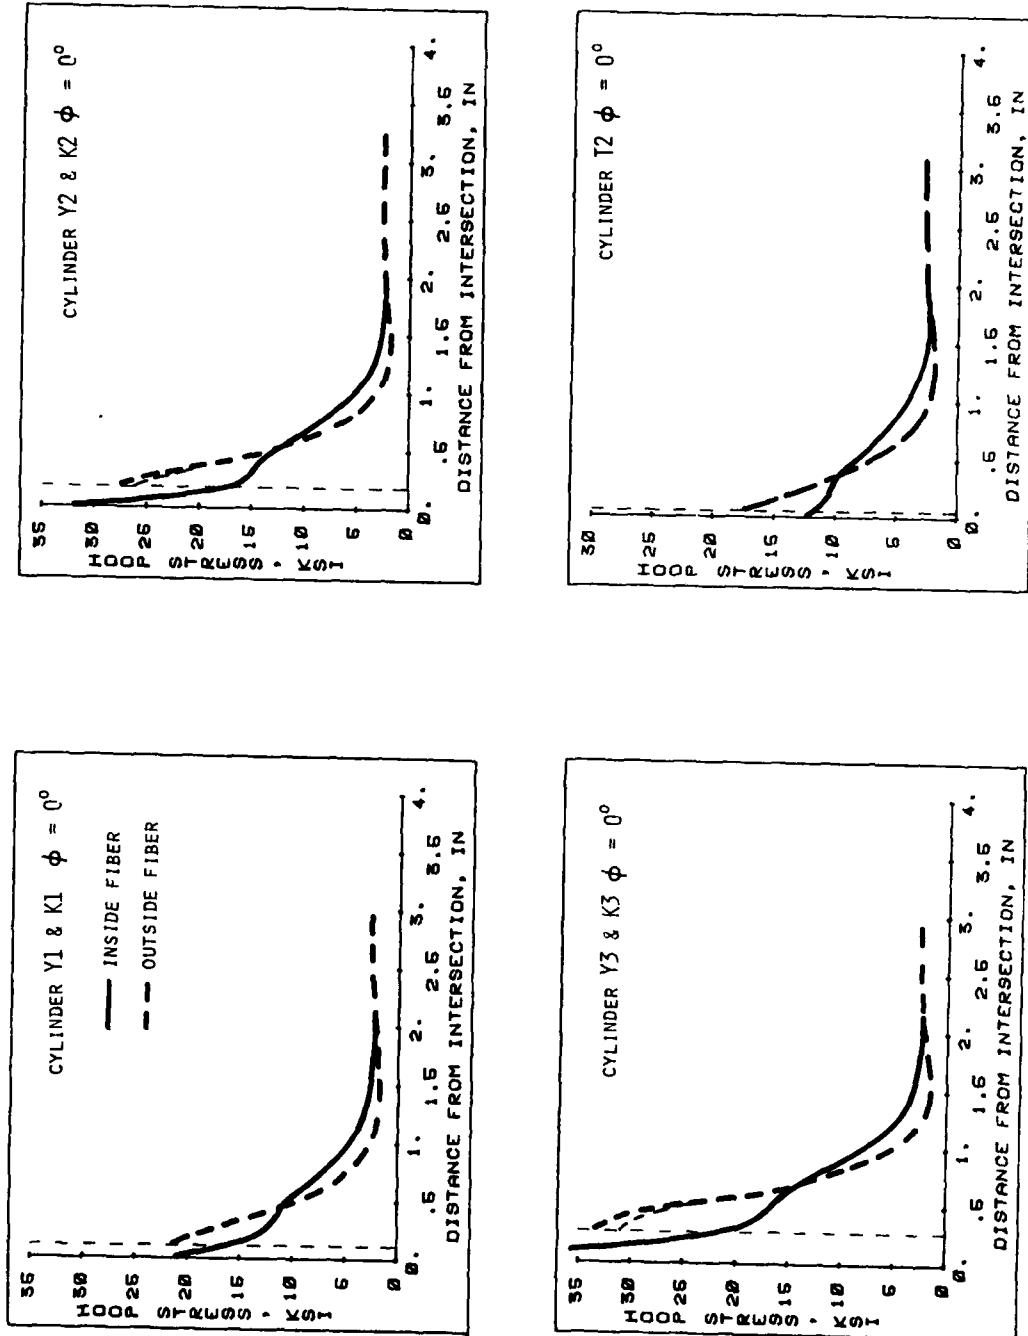 CYLINDER Y1 & K1 ϕ = 0°
INSIDE FIBER
OUTSIDE FIBER
35
30
25
20
15
10
5
0
HOOP STRESS, KSI
0. .5 1. 1.5 2. 2.5 3. 3.5 4.
DISTANCE FROM INTERSECTION, IN
CYLINDER Y2 & K2 ϕ = 0°
35
30
25
20
15
10
5
0
HOOP STRESS, KSI
0. .5 1. 1.5 2. 2.5 3. 3.5 4.
DISTANCE FROM INTERSECTION, IN
CYLINDER Y3 & K3 ϕ = 0°
35
30
25
20
15
10
5
0
HOOP STRESS, KSI
0. .5 1. 1.5 2. 2.5 3. 3.5 4.
DISTANCE FROM INTERSECTION, IN
CYLINDER T2 ϕ = 0°
30
25
20
15
10
5
0
HOOP STRESS, KSI
0. .5 1. 1.5 2. 2.5 3. 3.5 4.
DISTANCE FROM INTERSECTION, IN